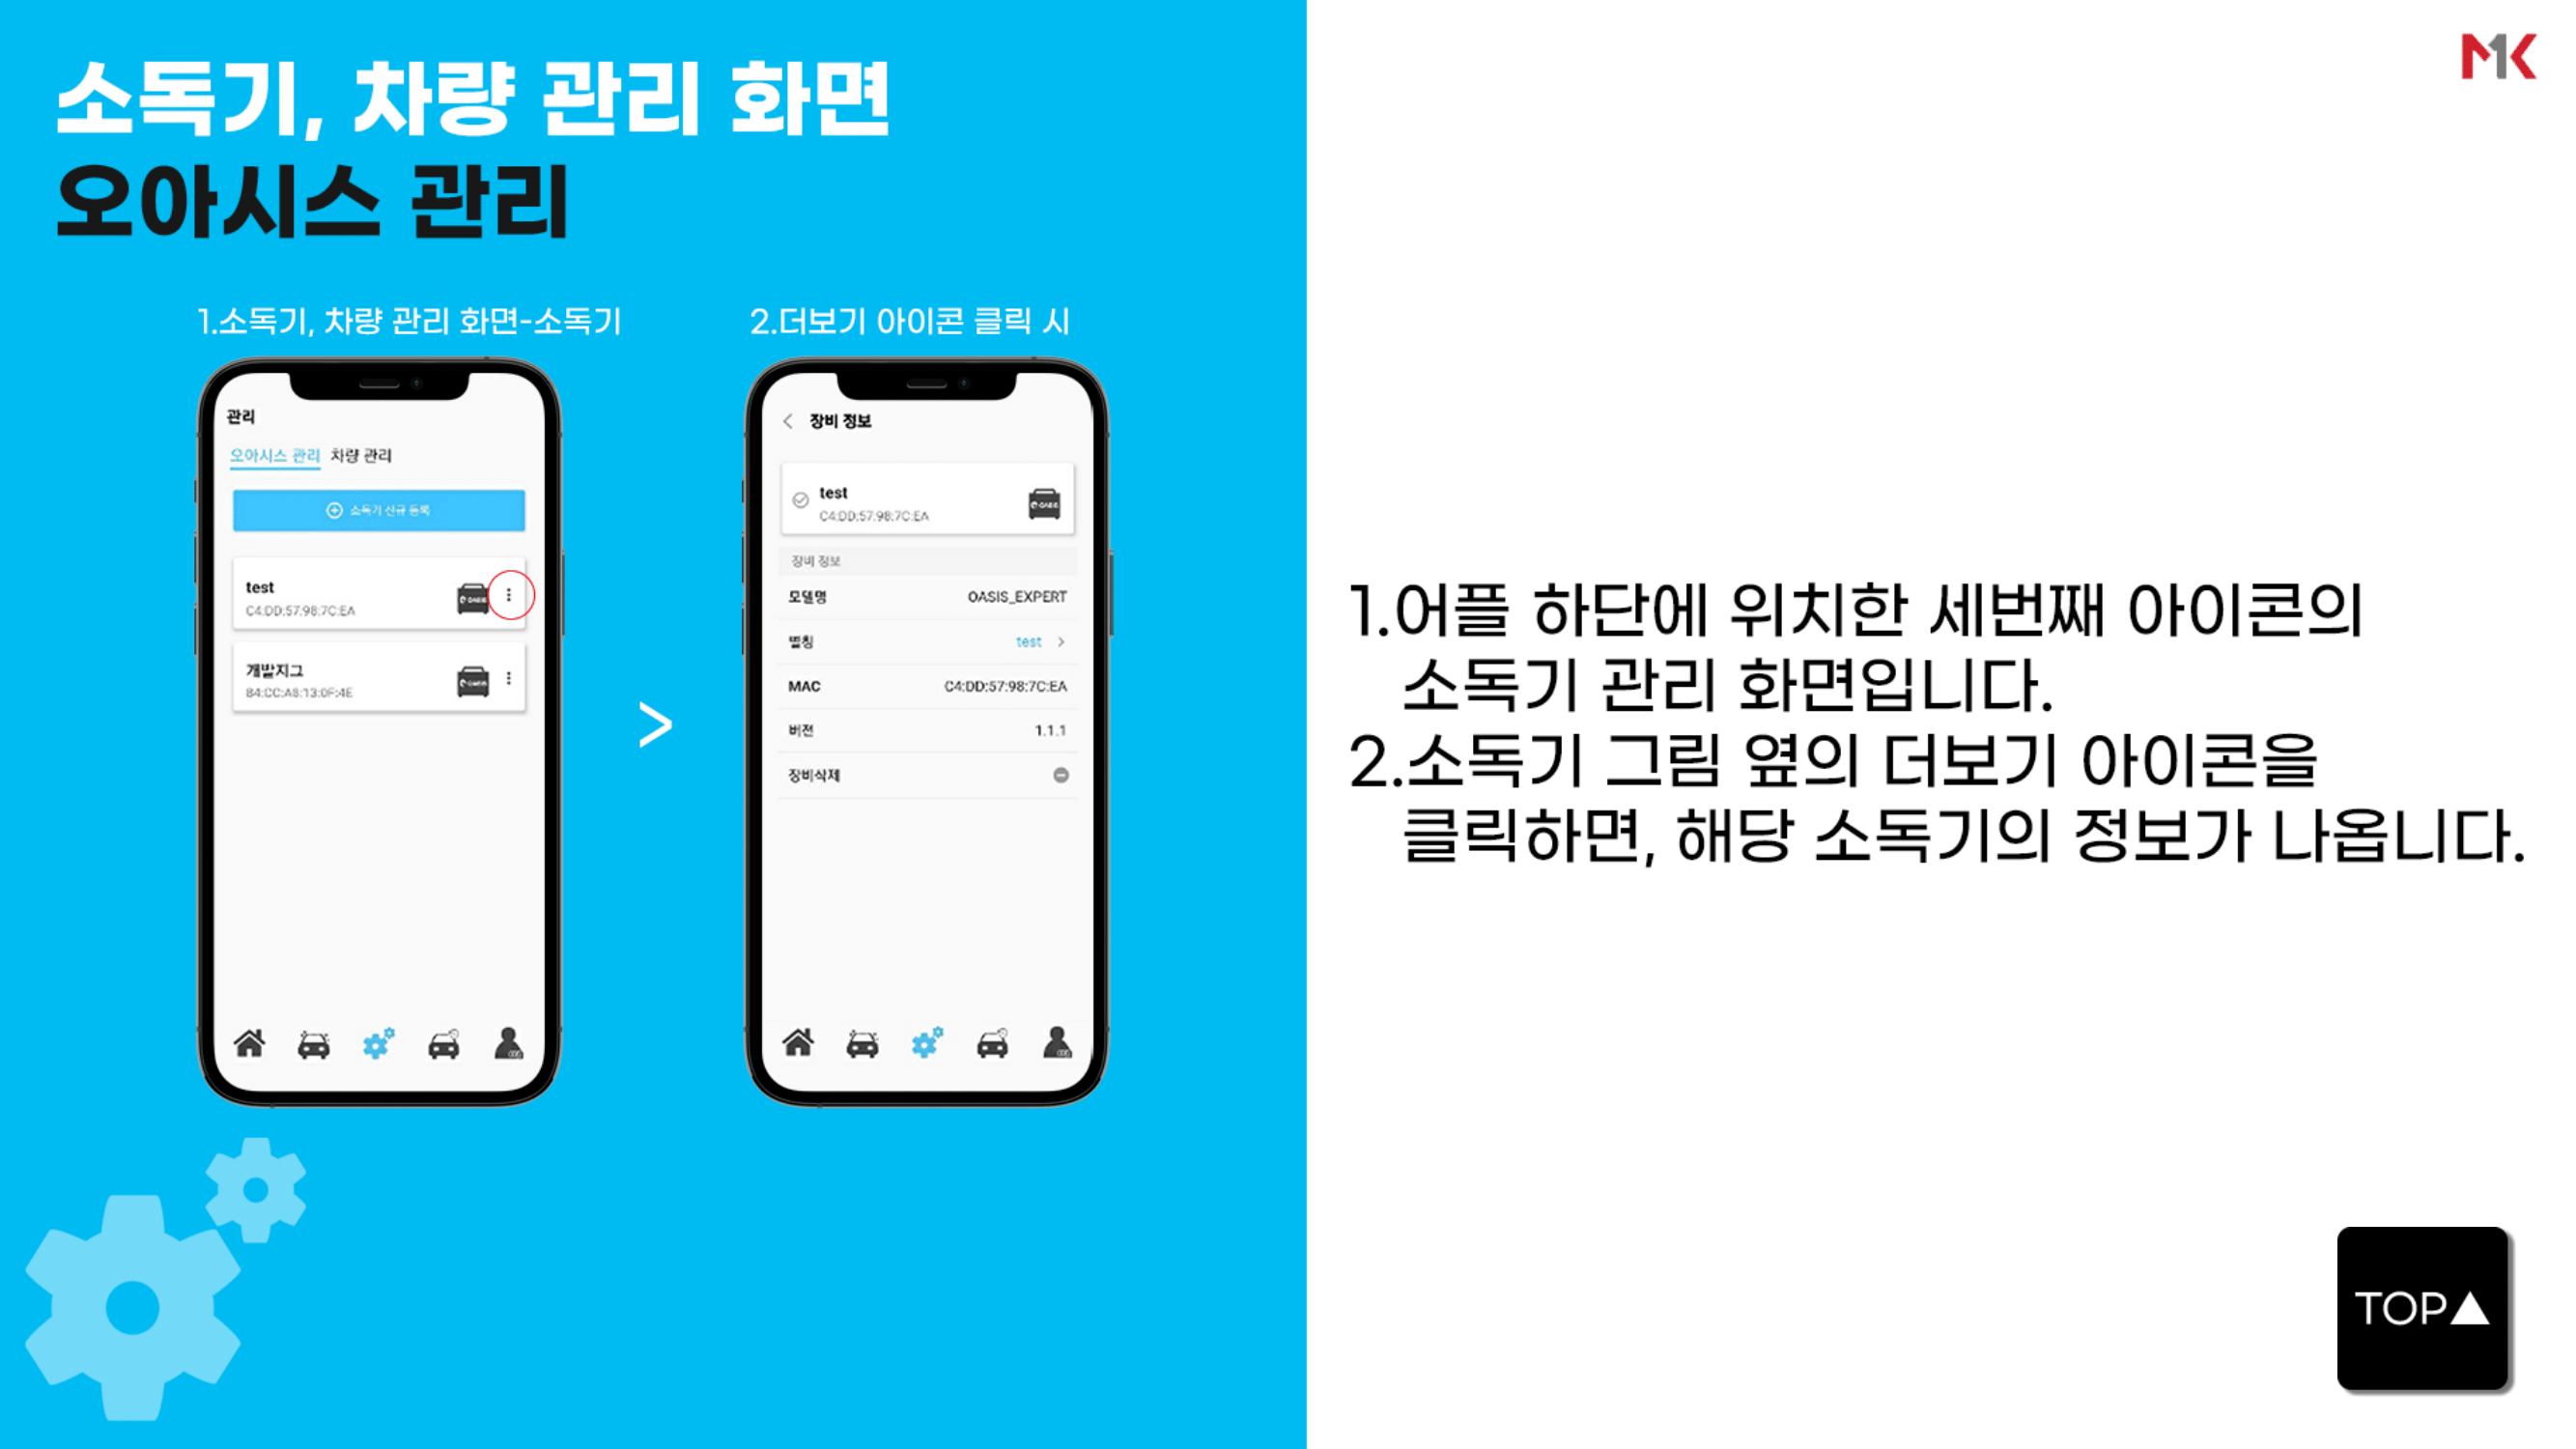 소독기, 차량 관리 화면
오아시스 관리
MK
1.소독기, 차량 관리 화면-소독기
관리
오아시스 관리 차량 관리
소독기 신규 등록
test
C4:DD:57:98:7C:EA
OASIS
개발지그
84:CC:A8:13:0F:4E
OASIS
>
2.더보기 아이콘 클릭 시
장비 정보
test
C4:DD:57:98:7C:EA
OASIS
장비 정보
모델명 OASIS_EXPERT
별칭 test >
MAC C4:DD:57:98:7C:EA
버전 1.1.1
장비삭제
1.어플 하단에 위치한 세번째 아이콘의
소독기 관리 화면입니다.
2.소독기 그림 옆의 더보기 아이콘을
클릭하면, 해당 소독기의 정보가 나옵니다.
TOP▲